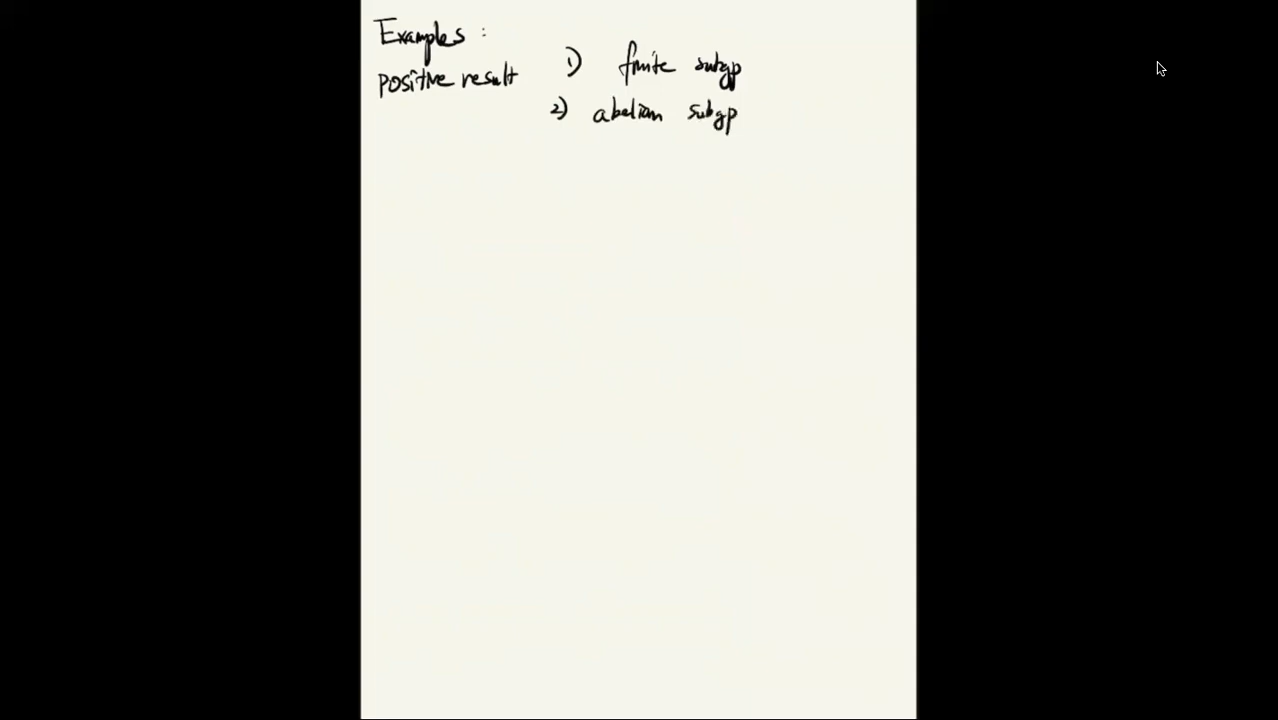 Examples :
positive result 1) finite subgp
2) abelian subgp